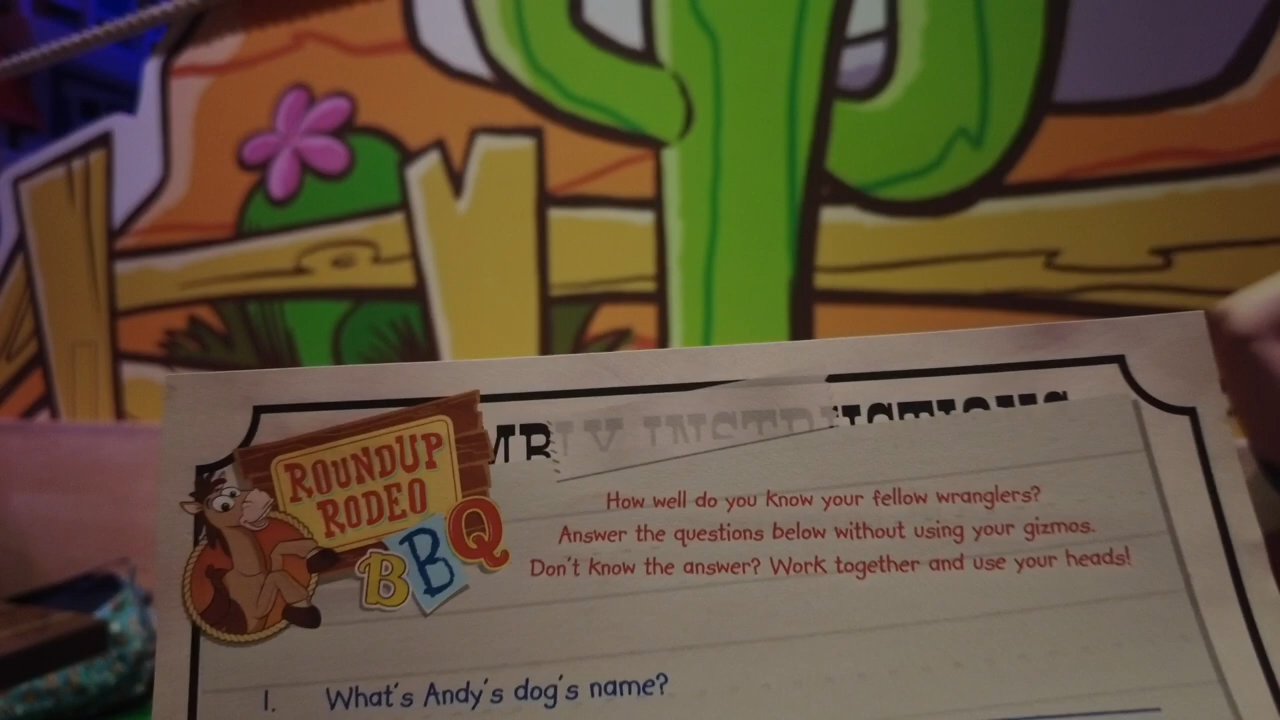 ROUNDUP
RODEO
BBQ
How well do you know your fellow wranglers?
Answer the questions below without using your gizmos.
Don't know the answer? Work together and use your heads!
1. What's Andy's dog's name?